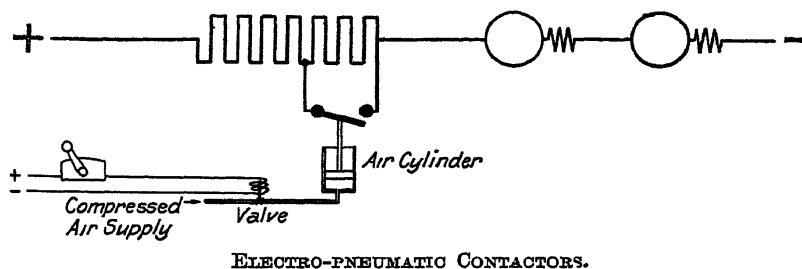 + −
Air Cylinder
+
−
Compressed
Air Supply
Valve
ELECTRO-PNEUMATIC CONTACTORS.